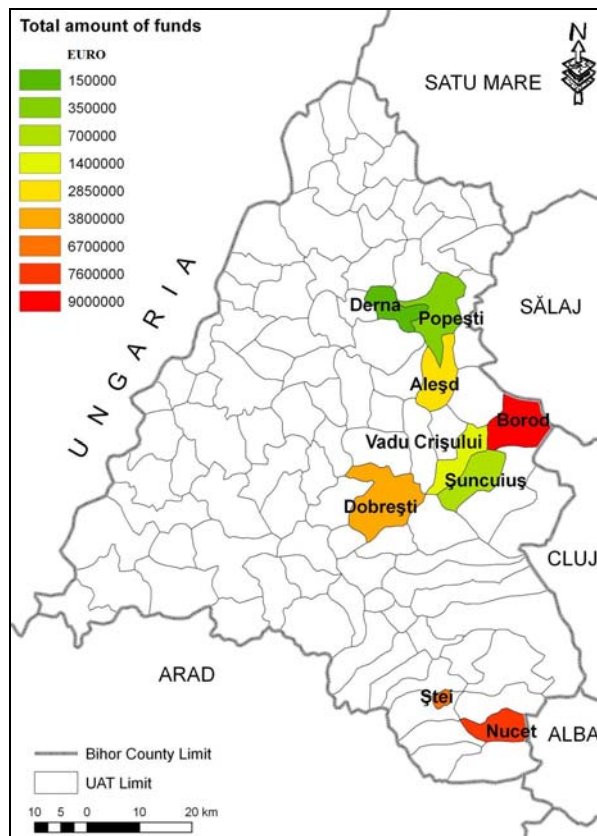 Total amount of funds
EURO
150000
350000
700000
1400000
2850000
3800000
6700000
7600000
9000000
N
SATU MARE
SĂLAJ
UNGARIA
Derna
Popeşti
Aleşd
Borod
Vadu Crişului
Şuncuiuş
Dobreşti
CLUJ
ARAD
Ştei
Nucet
ALBA
Bihor County Limit
UAT Limit
10 5 0 10 20 km